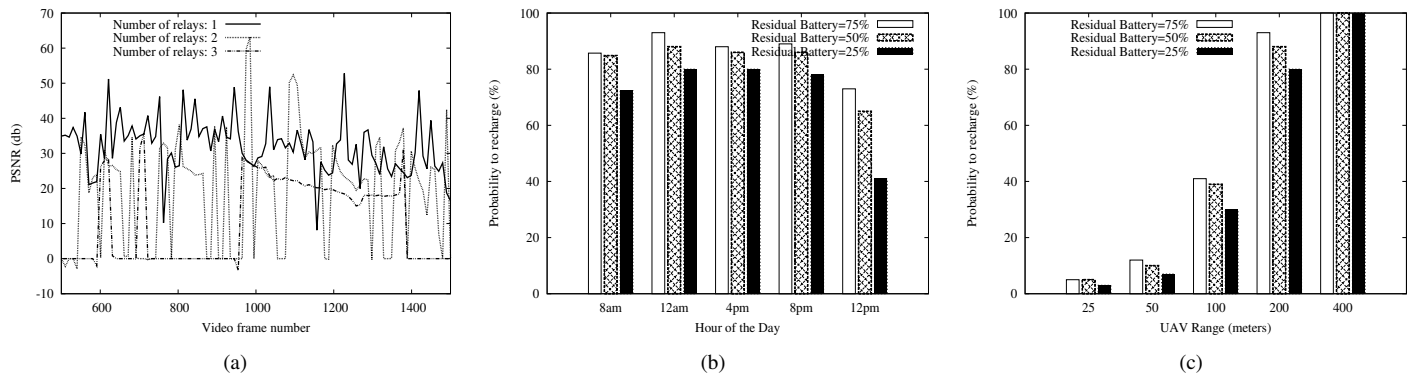 70
60
50
40
30
20
10
0
-10
PSNR (db)
Number of relays: 1
Number of relays: 2
Number of relays: 3
600 800 1000 1200 1400
Video frame number
(a)
100
80
60
40
20
0
Probability to recharge (%)
Residual Battery=75%
Residual Battery=50%
Residual Battery=25%
8am 12am 4pm 8pm 12pm
Hour of the Day
(b)
100
80
60
40
20
0
Probability to recharge (%)
Residual Battery=75%
Residual Battery=50%
Residual Battery=25%
25 50 100 200 400
UAV Range (meters)
(c)